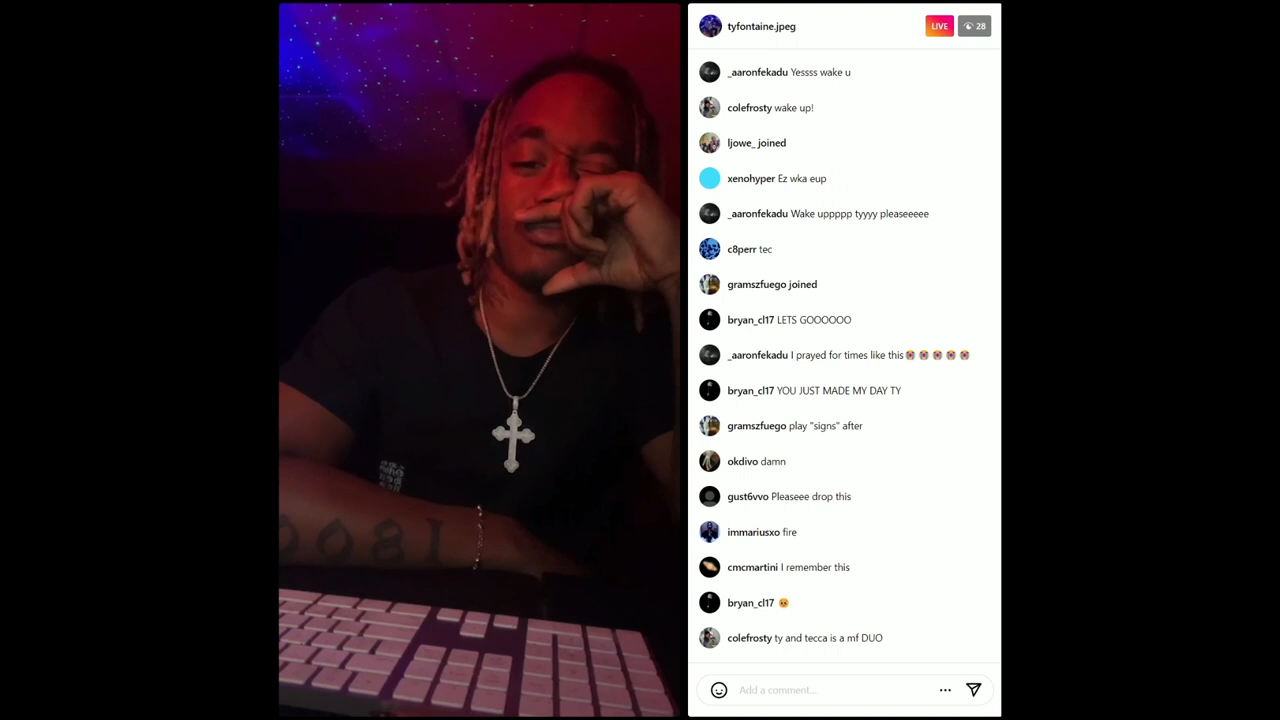 tyfontaine.jpeg
LIVE
28
_aaronfekadu Yessss wake u
colefrosty wake up!
ljowe_ joined
xenohyper Ez wka eup
_aaronfekadu Wake uppppp tyyyy pleaseeeee
c8perr tec
gramszfuego joined
bryan_cl17 LETS GOOOOOO
_aaronfekadu I prayed for times like this😭😭😭😭😭
bryan_cl17 YOU JUST MADE MY DAY TY
gramszfuego play "signs" after
okdivo damn
gust6vvo Pleaseee drop this
immariusxo fire
cmcmartini I remember this
bryan_cl17 😡
colefrosty ty and tecca is a mf DUO
Add a comment...
0081